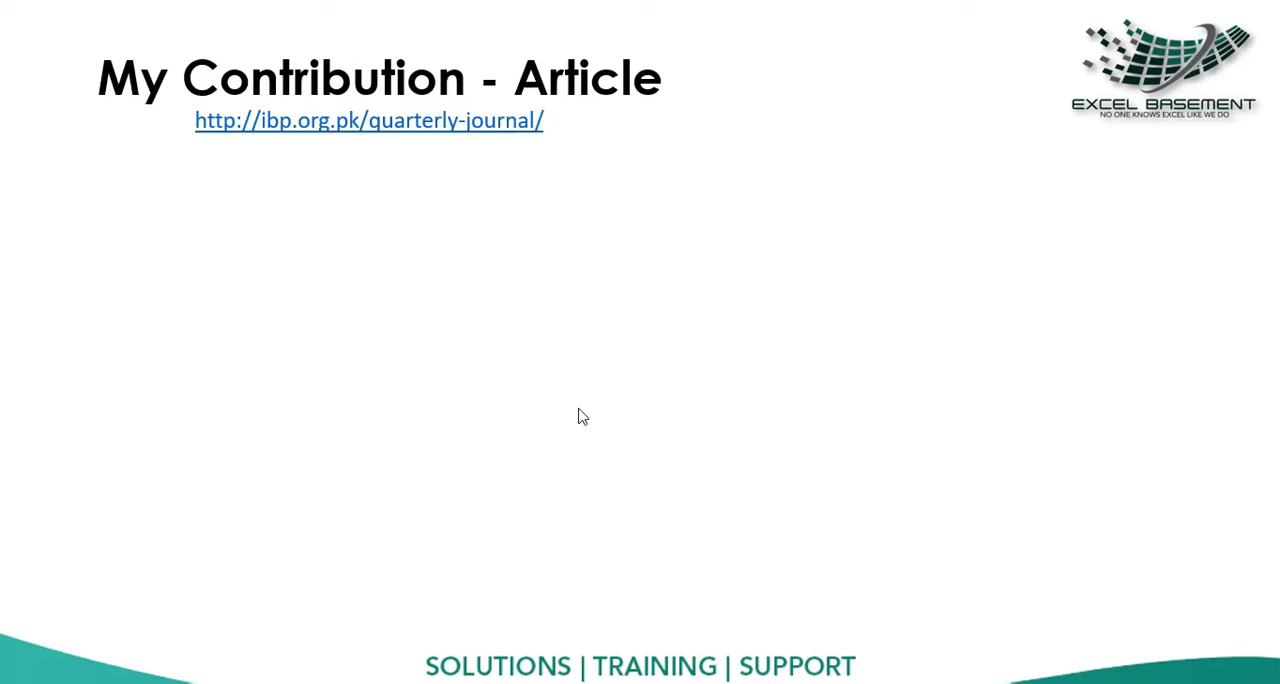 My Contribution - Article
http://ibp.org.pk/quarterly-journal/
EXCEL BASEMENT
NO ONE KNOWS EXCEL LIKE WE DO
SOLUTIONS | TRAINING | SUPPORT